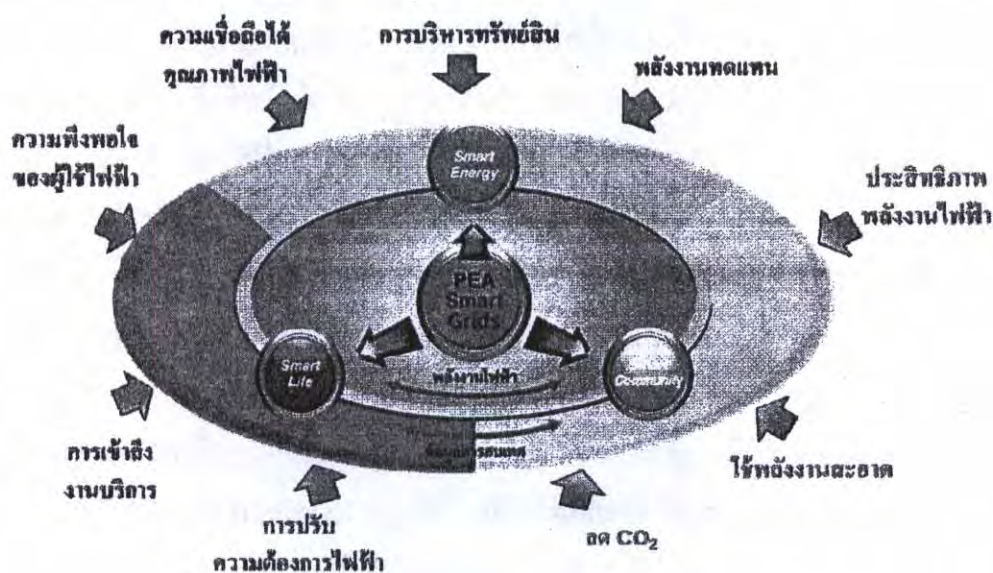 ความเชื่อถือได้
คุณภาพไฟฟ้า
การบริหารทรัพย์สิน
พลังงานทดแทน
ความพึงพอใจ
ของผู้ใช้ไฟฟ้า
ประสิทธิภาพ
พลังงานไฟฟ้า
Smart
Energy
PEA
Smart
Grids
Smart
Life
Community
พลังงานไฟฟ้า
การเข้าถึง
งานบริการ
ใช้พลังงานสะอาด
การปรับ
ความต้องการไฟฟ้า
ลด CO₂